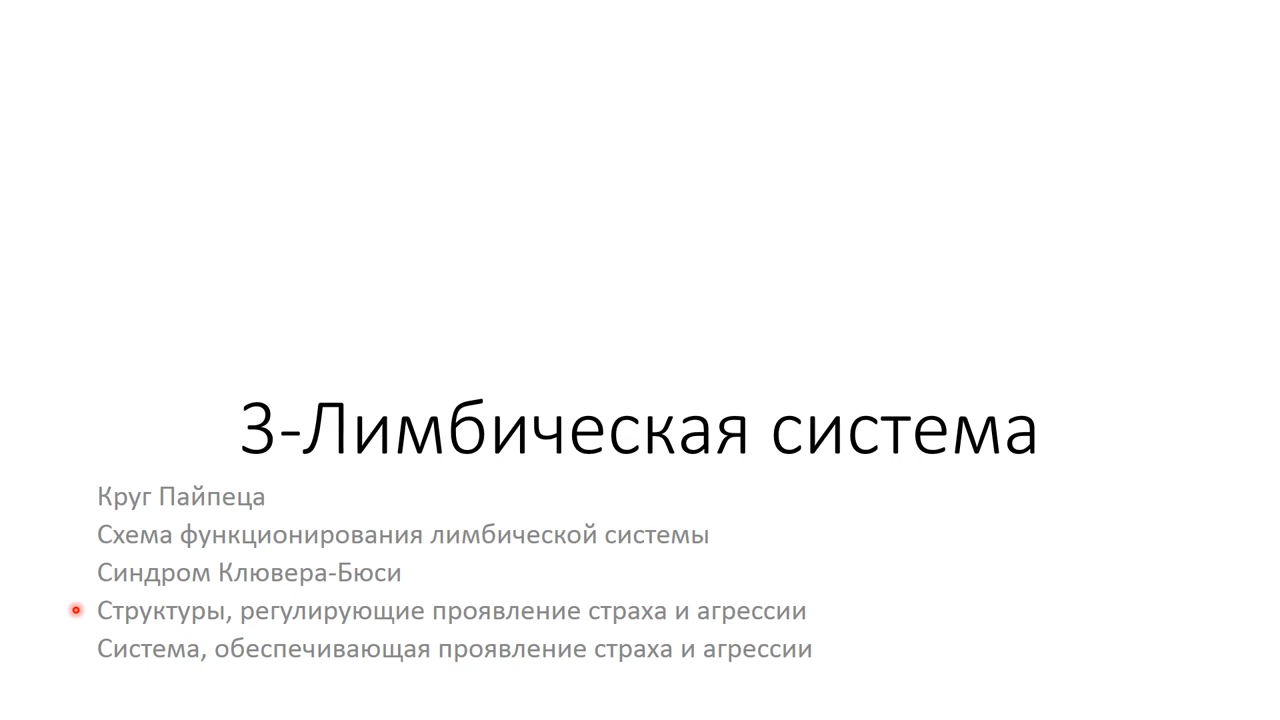 3-Лимбическая система
Круг Пайпеца
Схема функционирования лимбической системы
Синдром Клювера-Бюси
Структуры, регулирующие проявление страха и агрессии
Система, обеспечивающая проявление страха и агрессии